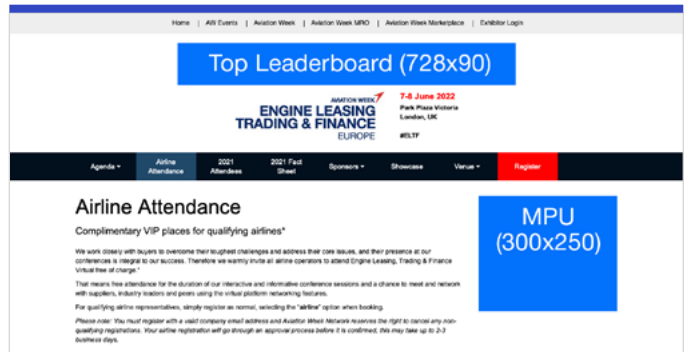 Home | AW Events | Aviation Week | Aviation Week MRO | Aviation Week Marketplace | Exhibitor Login
Top Leaderboard (728x90)
AVIATION WEEK
ENGINE LEASING
TRADING & FINANCE
EUROPE
7-8 June 2022
Park Plaza Victoria
London, UK
#ELTF
Agenda
Airline Attendance
2021 Attendees
2021 Fact Sheet
Sponsors
Showcase
Venue
Register
Airline Attendance
Complimentary VIP places for qualifying airlines*
We work closely with buyers to overcome their toughest challenges and address their core issues, and their presence at our
conferences is integral to our success. Therefore we warmly invite all airline operators to attend Engine Leasing, Trading & Finance
Virtual free of charge.*
That means free attendance for the duration of our interactive and informative conference sessions and a chance to meet and network
with suppliers, industry leaders and peers using the virtual platform networking features.
For qualifying airline representatives, simply register as normal, selecting the "airline" option when booking.
Please note: You must register with a valid company email address and Aviation Week Network reserves the right to cancel any non-
qualifying registrations. Your airline registration will go through an approval process before it is confirmed, this may take up to 2-3
business days.
MPU
(300x250)